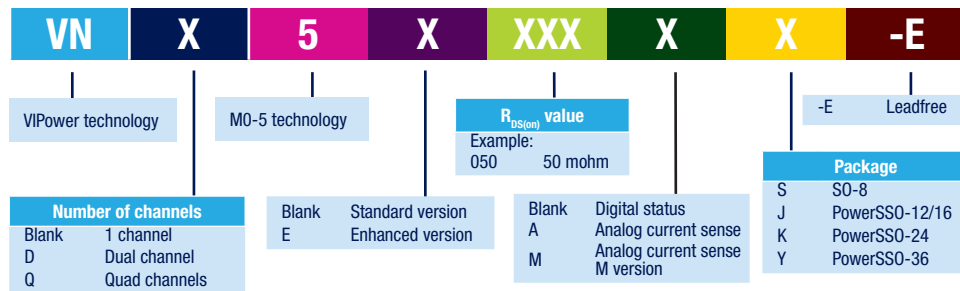 VN X 5 X XXX X X -E
VIPower technology
M0-5 technology
RDS(on) value
Example:
050 50 mohm
-E Leadfree
Number of channels
Blank 1 channel
D Dual channel
Q Quad channels
Blank Standard version
E Enhanced version
Blank Digital status
A Analog current sense
M Analog current sense
M version
Package
S SO-8
J PowerSSO-12/16
K PowerSSO-24
Y PowerSSO-36